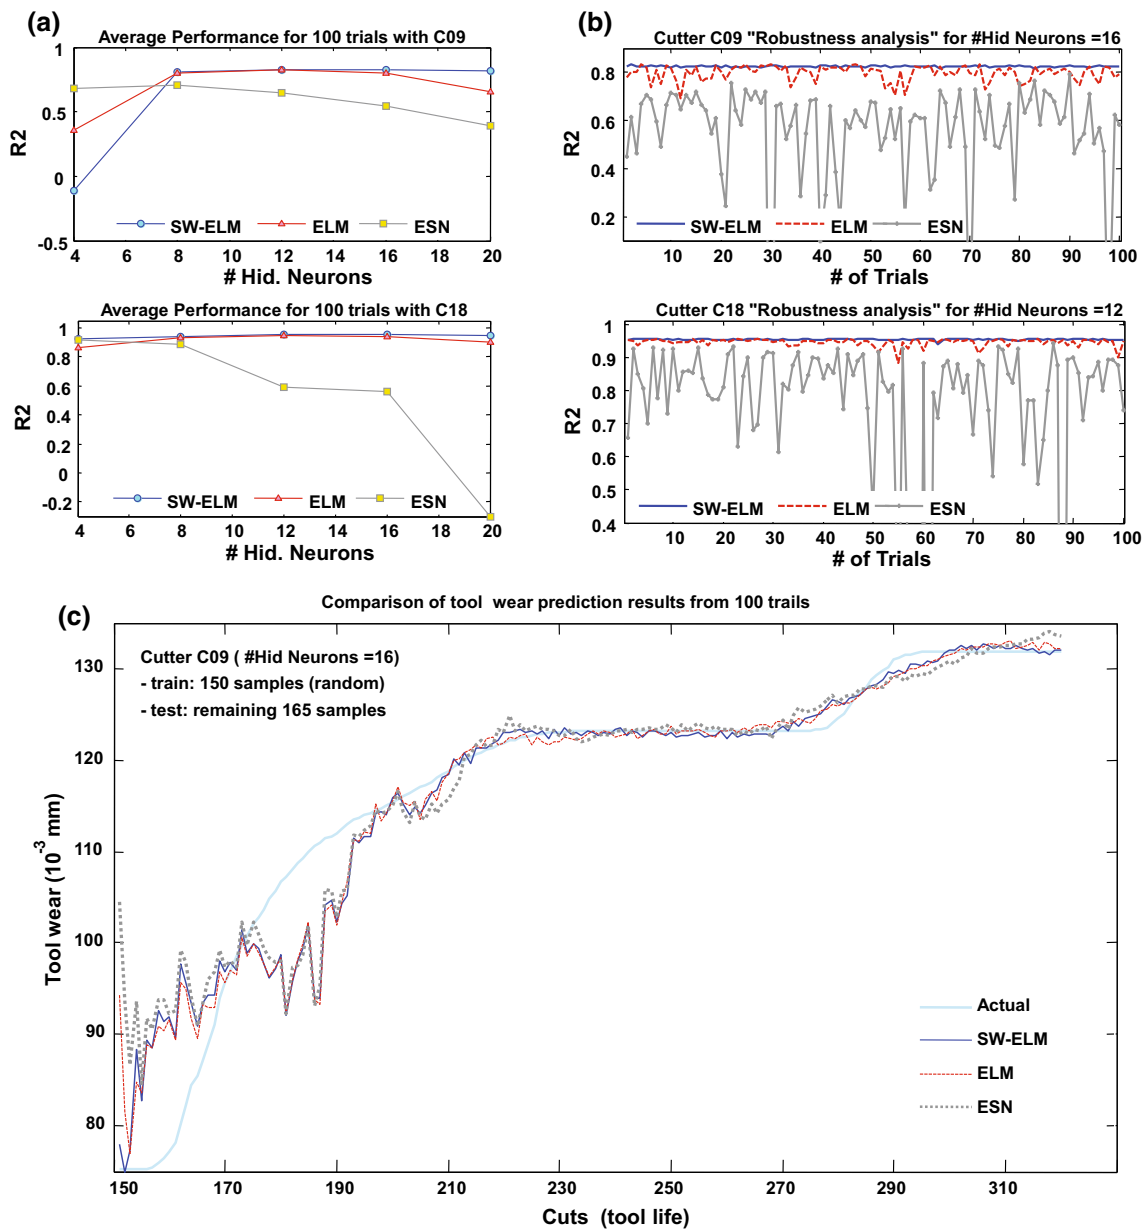 (a)
Average Performance for 100 trials with C09
1
0.5
0
-0.5
R2
SW-ELM ELM ESN
4 6 8 10 12 14 16 18 20
# Hid. Neurons
(b)
Cutter C09 "Robustness analysis" for #Hid Neurons =16
0.8
0.6
0.4
0.2
R2
SW-ELM ELM ESN
10 20 30 40 50 60 70 80 90 100
# of Trials
Average Performance for 100 trials with C18
1
0.8
0.6
0.4
0.2
0
-0.2
R2
SW-ELM ELM ESN
4 6 8 10 12 14 16 18 20
# Hid. Neurons
Cutter C18 "Robustness analysis" for #Hid Neurons =12
1
0.9
0.8
0.7
0.6
0.5
0.4
R2
SW-ELM ELM ESN
10 20 30 40 50 60 70 80 90 100
# of Trials
(c)
Comparison of tool wear prediction results from 100 trails
Cutter C09 ( #Hid Neurons =16)
- train: 150 samples (random)
- test: remaining 165 samples
130
120
110
100
90
80
Tool wear (10-3 mm)
Actual
SW-ELM
ELM
ESN
150 170 190 210 230 250 270 290 310
Cuts (tool life)